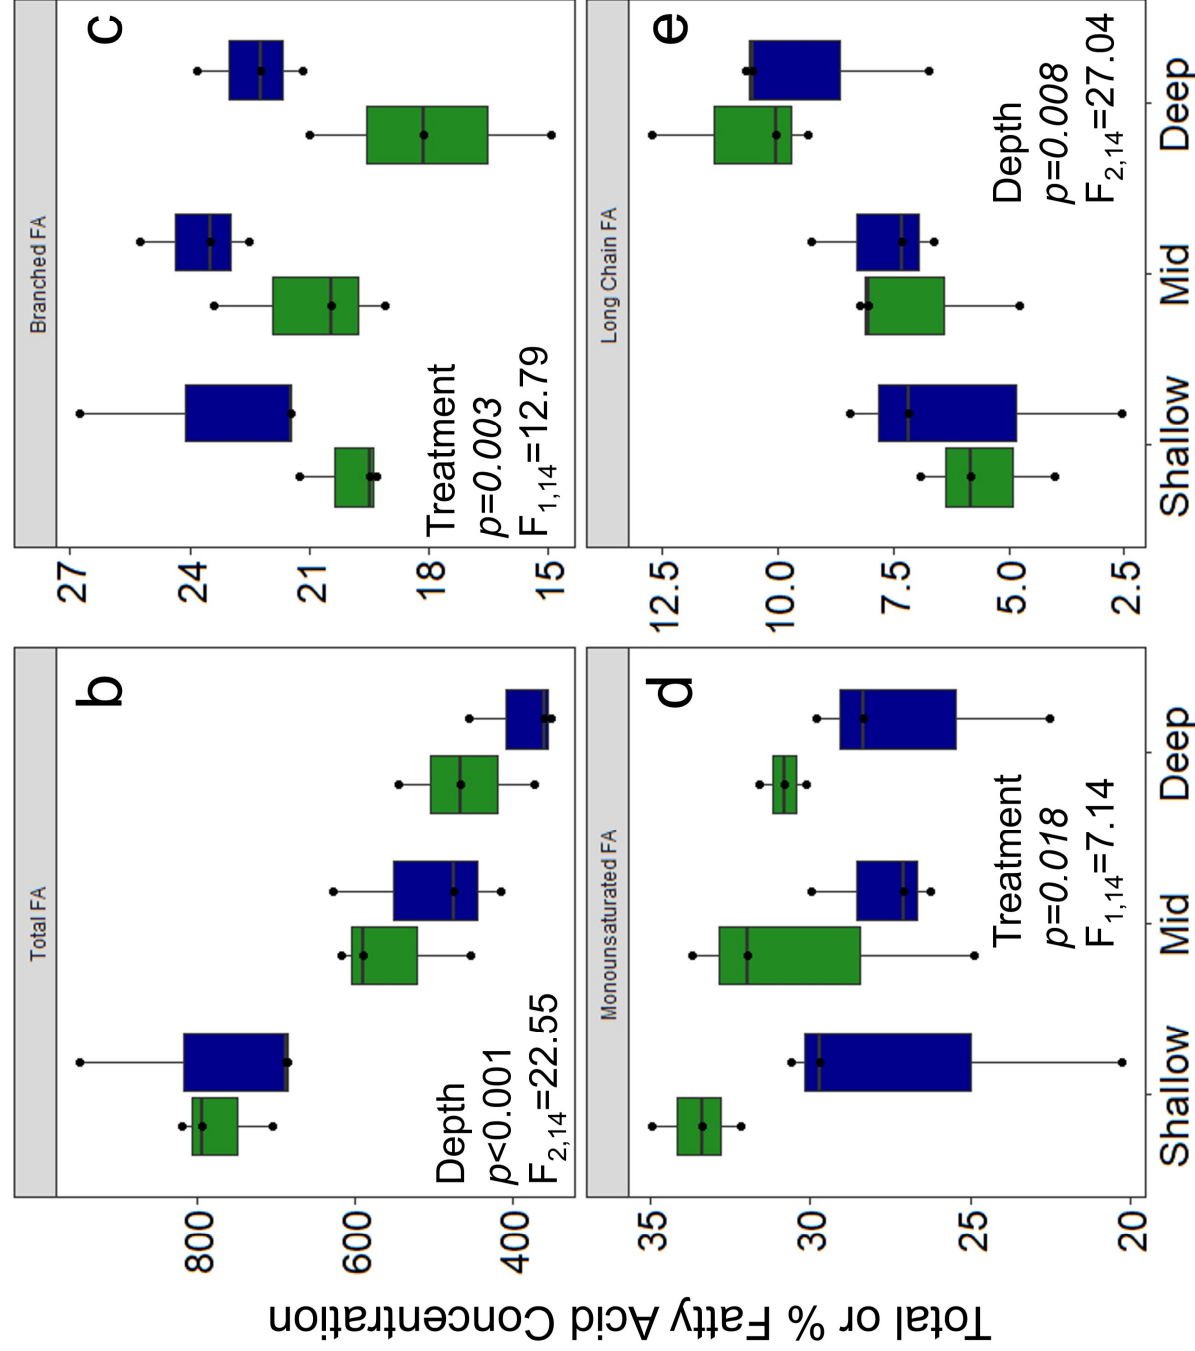 Total or % Fatty Acid Concentration
Total FA
b
800
600
400
Depth
p<0.001
F2,14=22.55
Branched FA
c
27
24
21
18
15
Treatment
p=0.003
F1,14=12.79
Monounsaturated FA
d
35
30
25
20
Treatment
p=0.018
F1,14=7.14
Shallow
Mid
Deep
Long Chain FA
e
12.5
10.0
7.5
5.0
2.5
Depth
p=0.008
F2,14=27.04
Shallow
Mid
Deep